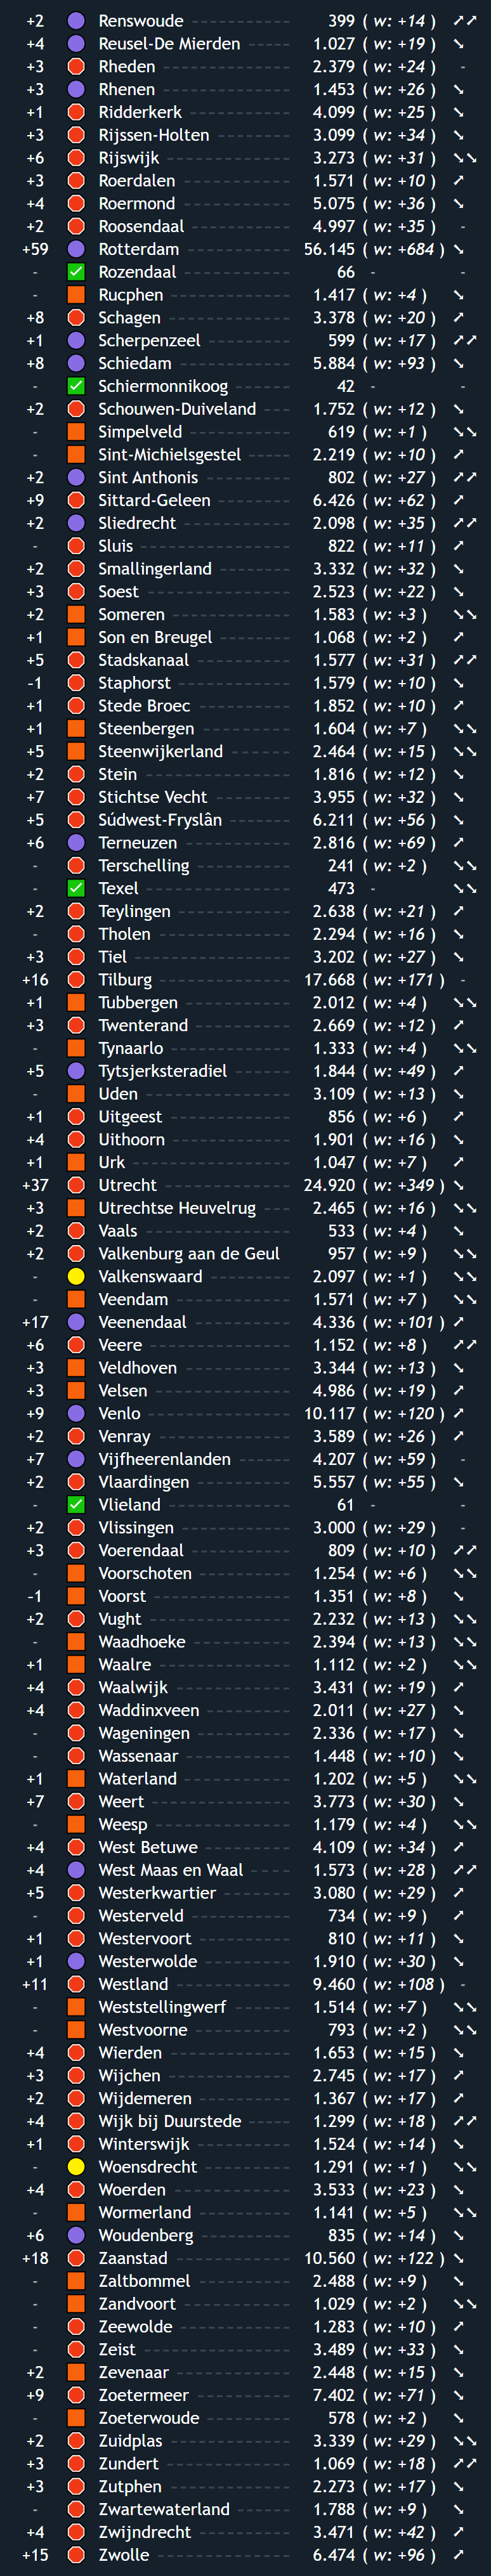 +2 Renswoude 399 ( w: +14 ) ➚➚
+4 Reusel-De Mierden 1.027 ( w: +19 ) ➘
+3 Rheden 2.379 ( w: +24 ) -
+3 Rhenen 1.453 ( w: +26 ) ➘
+1 Ridderkerk 4.099 ( w: +25 ) ➘
+3 Rijssen-Holten 3.099 ( w: +34 ) ➘
+6 Rijswijk 3.273 ( w: +31 ) ➘➘
+3 Roerdalen 1.571 ( w: +10 ) ➚
+4 Roermond 5.075 ( w: +36 ) ➘
+2 Roosendaal 4.997 ( w: +35 ) -
+59 Rotterdam 56.145 ( w: +684 ) ➘
- Rozendaal 66 - -
- Rucphen 1.417 ( w: +4 ) ➘
+8 Schagen 3.378 ( w: +20 ) ➚
+1 Scherpenzeel 599 ( w: +17 ) ➚➚
+8 Schiedam 5.884 ( w: +93 ) ➘
- Schiermonnikoog 42 - -
+2 Schouwen-Duiveland 1.752 ( w: +12 ) ➘
- Simpelveld 619 ( w: +1 ) ➘➘
- Sint-Michielsgestel 2.219 ( w: +10 ) ➚
+2 Sint Anthonis 802 ( w: +27 ) ➚➚
+9 Sittard-Geleen 6.426 ( w: +62 ) ➚
+2 Sliedrecht 2.098 ( w: +35 ) ➚➚
- Sluis 822 ( w: +11 ) ➚
+2 Smallingerland 3.332 ( w: +32 ) ➘
+3 Soest 2.523 ( w: +22 ) ➘
+2 Someren 1.583 ( w: +3 ) ➘➘
+1 Son en Breugel 1.068 ( w: +2 ) ➚
+5 Stadskanaal 1.577 ( w: +31 ) ➚➚
-1 Staphorst 1.579 ( w: +10 ) ➘
+1 Stede Broec 1.852 ( w: +10 ) ➚
+1 Steenbergen 1.604 ( w: +7 ) ➘➘
+5 Steenwijkerland 2.464 ( w: +15 ) ➘➘
+2 Stein 1.816 ( w: +12 ) ➘
+7 Stichtse Vecht 3.955 ( w: +32 ) ➘
+5 Súdwest-Fryslân 6.211 ( w: +56 ) ➘
+6 Terneuzen 2.816 ( w: +69 ) ➚
- Terschelling 241 ( w: +2 ) ➘➘
- Texel 473 - ➘➘
+2 Teylingen 2.638 ( w: +21 ) ➚
- Tholen 2.294 ( w: +16 ) ➘
+3 Tiel 3.202 ( w: +27 ) ➘
+16 Tilburg 17.668 ( w: +171 ) -
+1 Tubbergen 2.012 ( w: +4 ) ➘➘
+3 Twenterand 2.669 ( w: +12 ) ➚
- Tynaarlo 1.333 ( w: +4 ) ➘➘
+5 Tytsjerksteradiel 1.844 ( w: +49 ) ➚
- Uden 3.109 ( w: +13 ) ➘
+1 Uitgeest 856 ( w: +6 ) ➚
+4 Uithoorn 1.901 ( w: +16 ) ➘
+1 Urk 1.047 ( w: +7 ) ➚
+37 Utrecht 24.920 ( w: +349 ) ➘
+3 Utrechtse Heuvelrug 2.465 ( w: +16 ) ➘➘
+2 Vaals 533 ( w: +4 ) ➘
+2 Valkenburg aan de Geul 957 ( w: +9 ) ➘➘
- Valkenswaard 2.097 ( w: +1 ) ➘➘
- Veendam 1.571 ( w: +7 ) ➘➘
+17 Veenendaal 4.336 ( w: +101 ) ➚
+6 Veere 1.152 ( w: +8 ) ➚➚
+3 Veldhoven 3.344 ( w: +13 ) ➘
+3 Velsen 4.986 ( w: +19 ) ➚
+9 Venlo 10.117 ( w: +120 ) ➚
+2 Venray 3.589 ( w: +26 ) ➚
+7 Vijfheerenlanden 4.207 ( w: +59 ) -
+2 Vlaardingen 5.557 ( w: +55 ) ➘
- Vlieland 61 - -
+2 Vlissingen 3.000 ( w: +29 ) -
+3 Voerendaal 809 ( w: +10 ) ➚➚
- Voorschoten 1.254 ( w: +6 ) ➘➘
-1 Voorst 1.351 ( w: +8 ) ➘
+2 Vught 2.232 ( w: +13 ) ➘➘
- Waadhoeke 2.394 ( w: +13 ) ➘➘
+1 Waalre 1.112 ( w: +2 ) ➘➘
+4 Waalwijk 3.431 ( w: +19 ) ➚
+4 Waddinxveen 2.011 ( w: +27 ) ➘
- Wageningen 2.336 ( w: +17 ) ➘
- Wassenaar 1.448 ( w: +10 ) ➘
+1 Waterland 1.202 ( w: +5 ) ➘➘
+7 Weert 3.773 ( w: +30 ) ➘
- Weesp 1.179 ( w: +4 ) ➘➘
+4 West Betuwe 4.109 ( w: +34 ) ➚
+4 West Maas en Waal 1.573 ( w: +28 ) ➚➚
+5 Westerkwartier 3.080 ( w: +29 ) ➚
- Westerveld 734 ( w: +9 ) ➚
+1 Westervoort 810 ( w: +11 ) ➘
+1 Westerwolde 1.910 ( w: +30 ) ➘
+11 Westland 9.460 ( w: +108 ) -
- Weststellingwerf 1.514 ( w: +7 ) ➘➘
- Westvoorne 793 ( w: +2 ) ➘➘
+4 Wierden 1.653 ( w: +15 ) ➘
+3 Wijchen 2.745 ( w: +17 ) ➚
+2 Wijdemeren 1.367 ( w: +17 ) ➚
+4 Wijk bij Duurstede 1.299 ( w: +18 ) ➚➚
+1 Winterswijk 1.524 ( w: +14 ) ➘
- Woensdrecht 1.291 ( w: +1 ) ➘➘
+4 Woerden 3.533 ( w: +23 ) ➘
- Wormerland 1.141 ( w: +5 ) ➘➘
+6 Woudenberg 835 ( w: +14 ) ➘
+18 Zaanstad 10.560 ( w: +122 ) ➘
- Zaltbommel 2.488 ( w: +9 ) ➘
- Zandvoort 1.029 ( w: +2 ) ➘➘
- Zeewolde 1.283 ( w: +10 ) ➚
- Zeist 3.489 ( w: +33 ) ➘
+2 Zevenaar 2.448 ( w: +15 ) ➘
+9 Zoetermeer 7.402 ( w: +71 ) ➘
- Zoeterwoude 578 ( w: +2 ) ➘
+2 Zuidplas 3.339 ( w: +29 ) ➘➘
+3 Zundert 1.069 ( w: +18 ) ➚➚
+3 Zutphen 2.273 ( w: +17 ) ➘
- Zwartewaterland 1.788 ( w: +9 ) ➘
+4 Zwijndrecht 3.471 ( w: +42 ) ➚
+15 Zwolle 6.474 ( w: +96 ) ➚